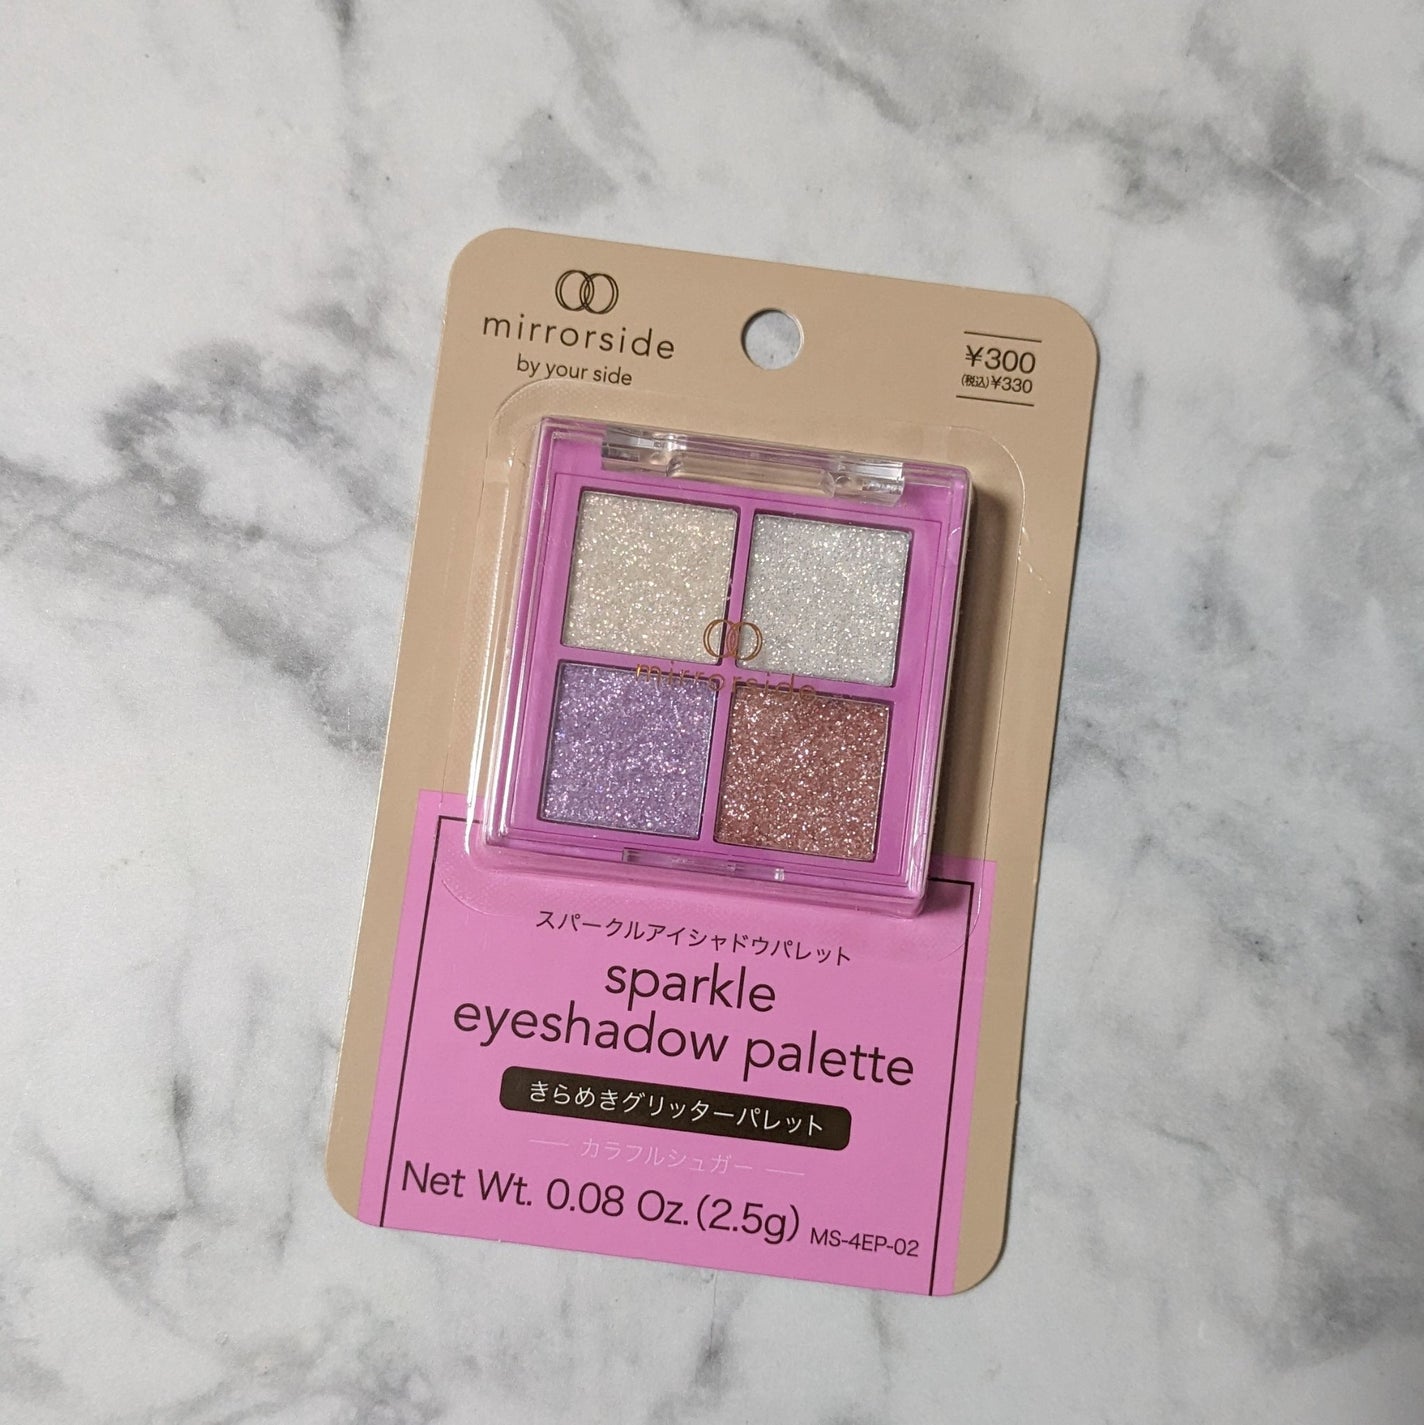 mirrorside
by your side
¥300
(税込)¥330
mirrorside
スパークルアイシャドウパレット
sparkle
eyeshadow palette
きらめきグリッターパレット
カラフルシュガー
Net Wt. 0.08 Oz. (2.5g) MS-4EP-02